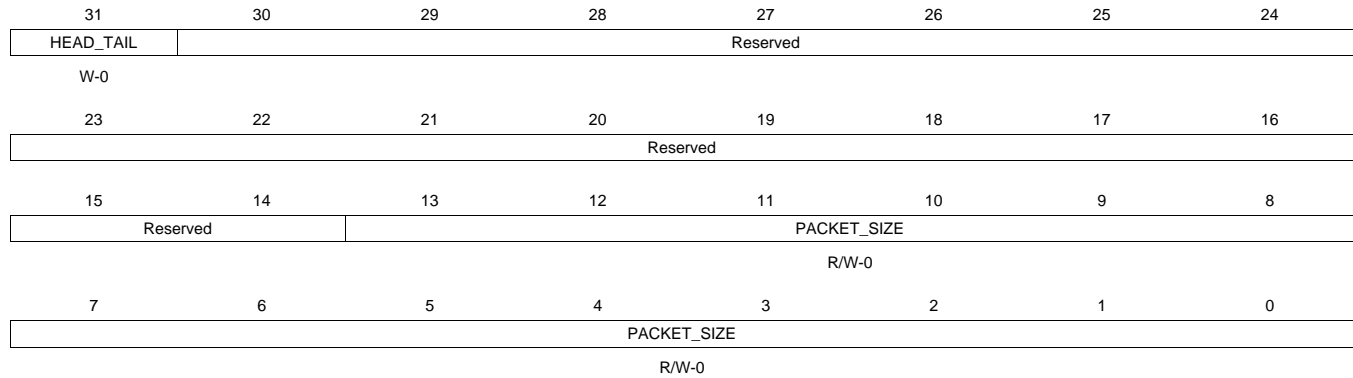 31 30 29 28 27 26 25 24
HEAD_TAIL Reserved
W-0
23 22 21 20 19 18 17 16
Reserved
15 14 13 12 11 10 9 8
Reserved PACKET_SIZE
R/W-0
7 6 5 4 3 2 1 0
PACKET_SIZE
R/W-0